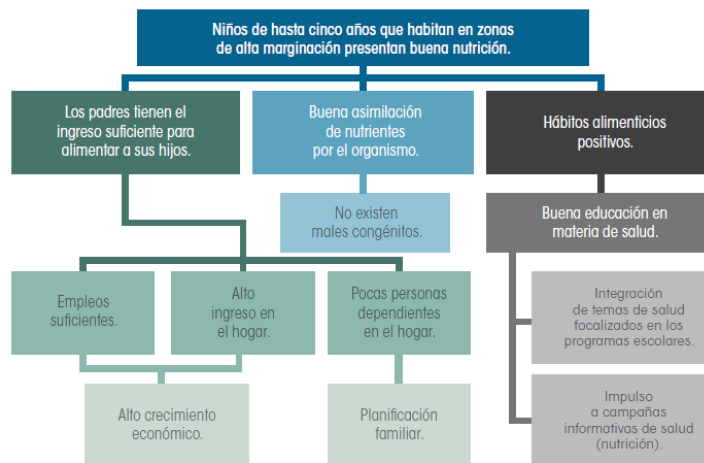 Niños de hasta cinco años que habitan en zonas
de alta marginación presentan buena nutrición.
Los padres tienen el
ingreso suficiente para
alimentar a sus hijos.
Buena asimilación
de nutrientes
por el organismo.
Hábitos alimenticios
positivos.
No existen
males congénitos.
Buena educación en
materia de salud.
Empleos
suficientes.
Alto
ingreso en
el hogar.
Pocas personas
dependientes
en el hogar.
Integración
de temas de salud
focalizados en los
programas escolares.
Alto crecimiento
económico.
Planificación
familiar.
Impulso
a campañas
informativas de salud
(nutrición).